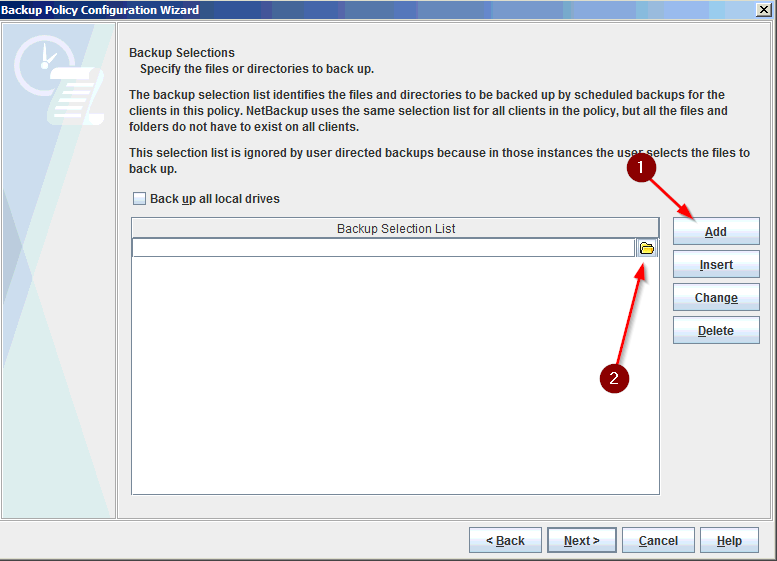 Backup Policy Configuration Wizard
Backup Selections
Specify the files or directories to back up.
The backup selection list identifies the files and directories to be backed up by scheduled backups for the
clients in this policy. NetBackup uses the same selection list for all clients in the policy, but all the files and
folders do not have to exist on all clients.
This selection list is ignored by user directed backups because in those instances the user selects the files to
back up.
1
Back up all local drives
Backup Selection List
Add
Insert
Change
Delete
2
< Back
Next >
Cancel
Help